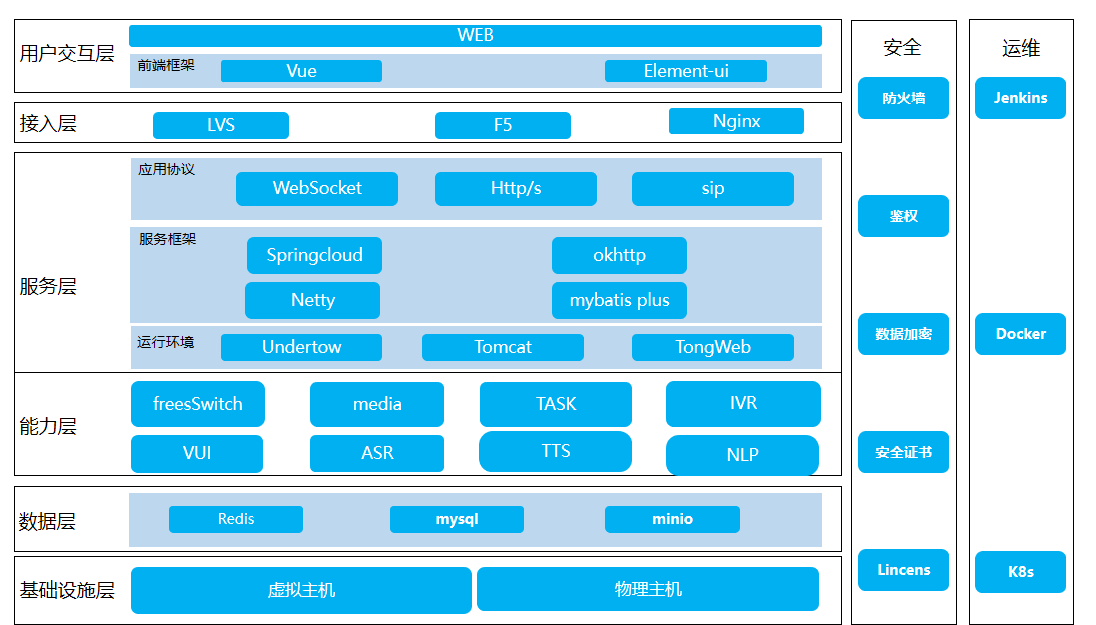 用户交互层
WEB
前端框架
Vue
Element-ui
接入层
LVS
F5
Nginx
服务层
应用协议
WebSocket
Http/s
sip
服务框架
Springcloud
okhttp
Netty
mybatis plus
运行环境
Undertow
Tomcat
TongWeb
能力层
freesSwitch
media
TASK
IVR
VUI
ASR
TTS
NLP
数据层
Redis
mysql
minio
基础设施层
虚拟主机
物理主机
安全
防火墙
鉴权
数据加密
安全证书
Lincens
运维
Jenkins
Docker
K8s